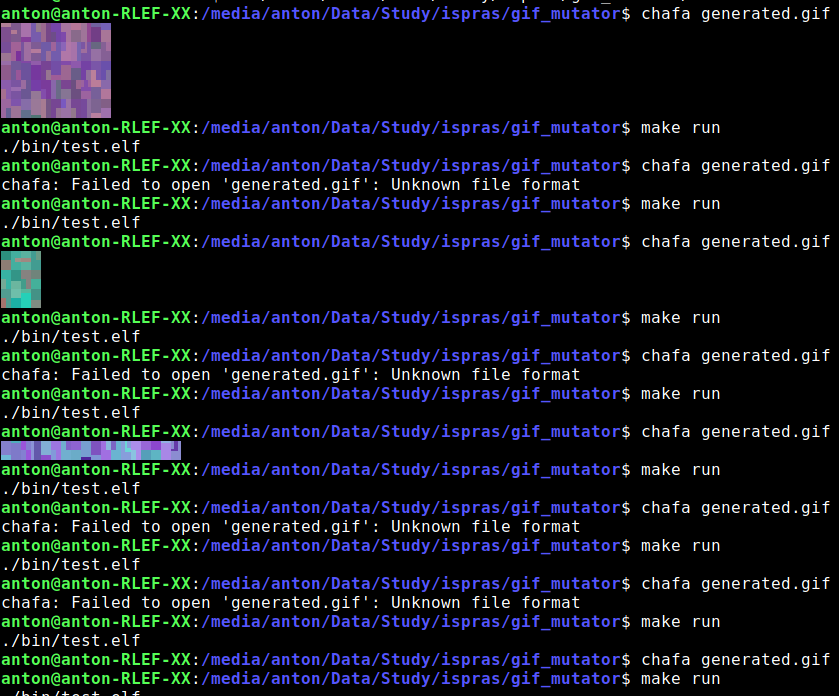 anton@anton-RLEF-XX:/media/anton/Data/Study/ispras/gif_mutator$ chafa generated.gif
anton@anton-RLEF-XX:/media/anton/Data/Study/ispras/gif_mutator$ make run
./bin/test.elf
anton@anton-RLEF-XX:/media/anton/Data/Study/ispras/gif_mutator$ chafa generated.gif
chafa: Failed to open 'generated.gif': Unknown file format
anton@anton-RLEF-XX:/media/anton/Data/Study/ispras/gif_mutator$ make run
./bin/test.elf
anton@anton-RLEF-XX:/media/anton/Data/Study/ispras/gif_mutator$ chafa generated.gif
anton@anton-RLEF-XX:/media/anton/Data/Study/ispras/gif_mutator$ make run
./bin/test.elf
anton@anton-RLEF-XX:/media/anton/Data/Study/ispras/gif_mutator$ chafa generated.gif
chafa: Failed to open 'generated.gif': Unknown file format
anton@anton-RLEF-XX:/media/anton/Data/Study/ispras/gif_mutator$ make run
./bin/test.elf
anton@anton-RLEF-XX:/media/anton/Data/Study/ispras/gif_mutator$ chafa generated.gif
anton@anton-RLEF-XX:/media/anton/Data/Study/ispras/gif_mutator$ make run
./bin/test.elf
anton@anton-RLEF-XX:/media/anton/Data/Study/ispras/gif_mutator$ chafa generated.gif
chafa: Failed to open 'generated.gif': Unknown file format
anton@anton-RLEF-XX:/media/anton/Data/Study/ispras/gif_mutator$ make run
./bin/test.elf
anton@anton-RLEF-XX:/media/anton/Data/Study/ispras/gif_mutator$ chafa generated.gif
chafa: Failed to open 'generated.gif': Unknown file format
anton@anton-RLEF-XX:/media/anton/Data/Study/ispras/gif_mutator$ make run
./bin/test.elf
anton@anton-RLEF-XX:/media/anton/Data/Study/ispras/gif_mutator$ chafa generated.gif
anton@anton-RLEF-XX:/media/anton/Data/Study/ispras/gif_mutator$ make run
./bin/test.elf